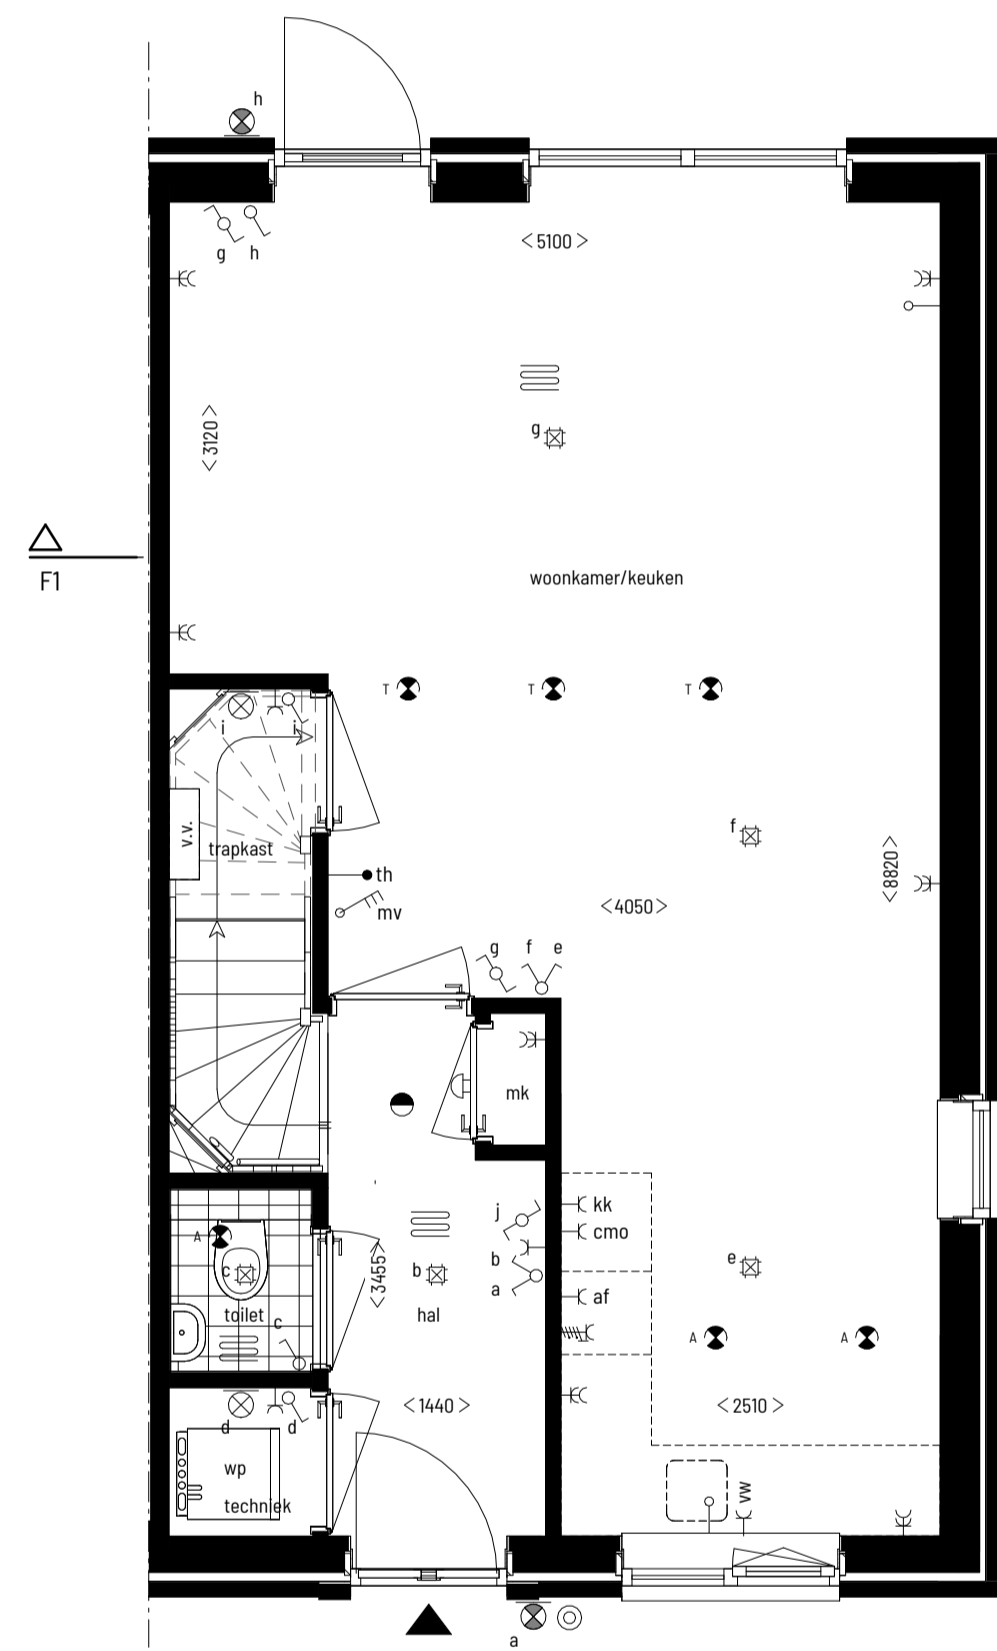 h
g h
< 5100 >
<3120>
g
F1
woonkamer/keuken
T T T
i i
f
v.v.
trapkast
th
<8820>
<4050>
mv
g f e
mk
kk
j
cmo
A
b
e
c
b
<3455>
a
af
toilet
c
hal
A A
<1440>
<2510>
d d
wp
vw
techniek
a